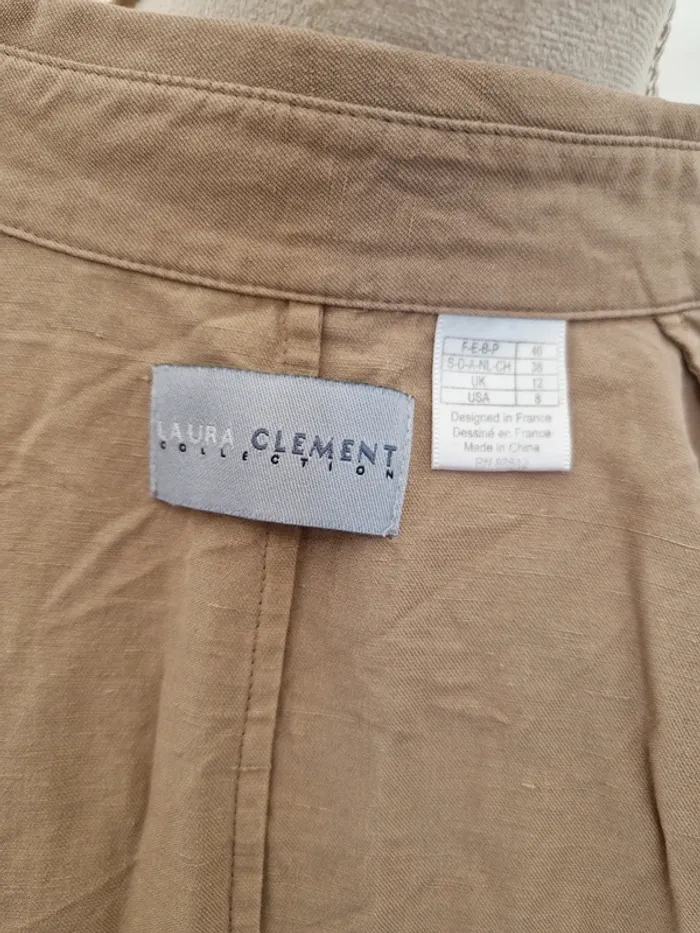 LAURA CLEMENT
COLLECTION
F-E-B-P 40
S-D-A-NL-CH 38
UK 12
USA 8
Designed in France
Dessiné en France
Made in China